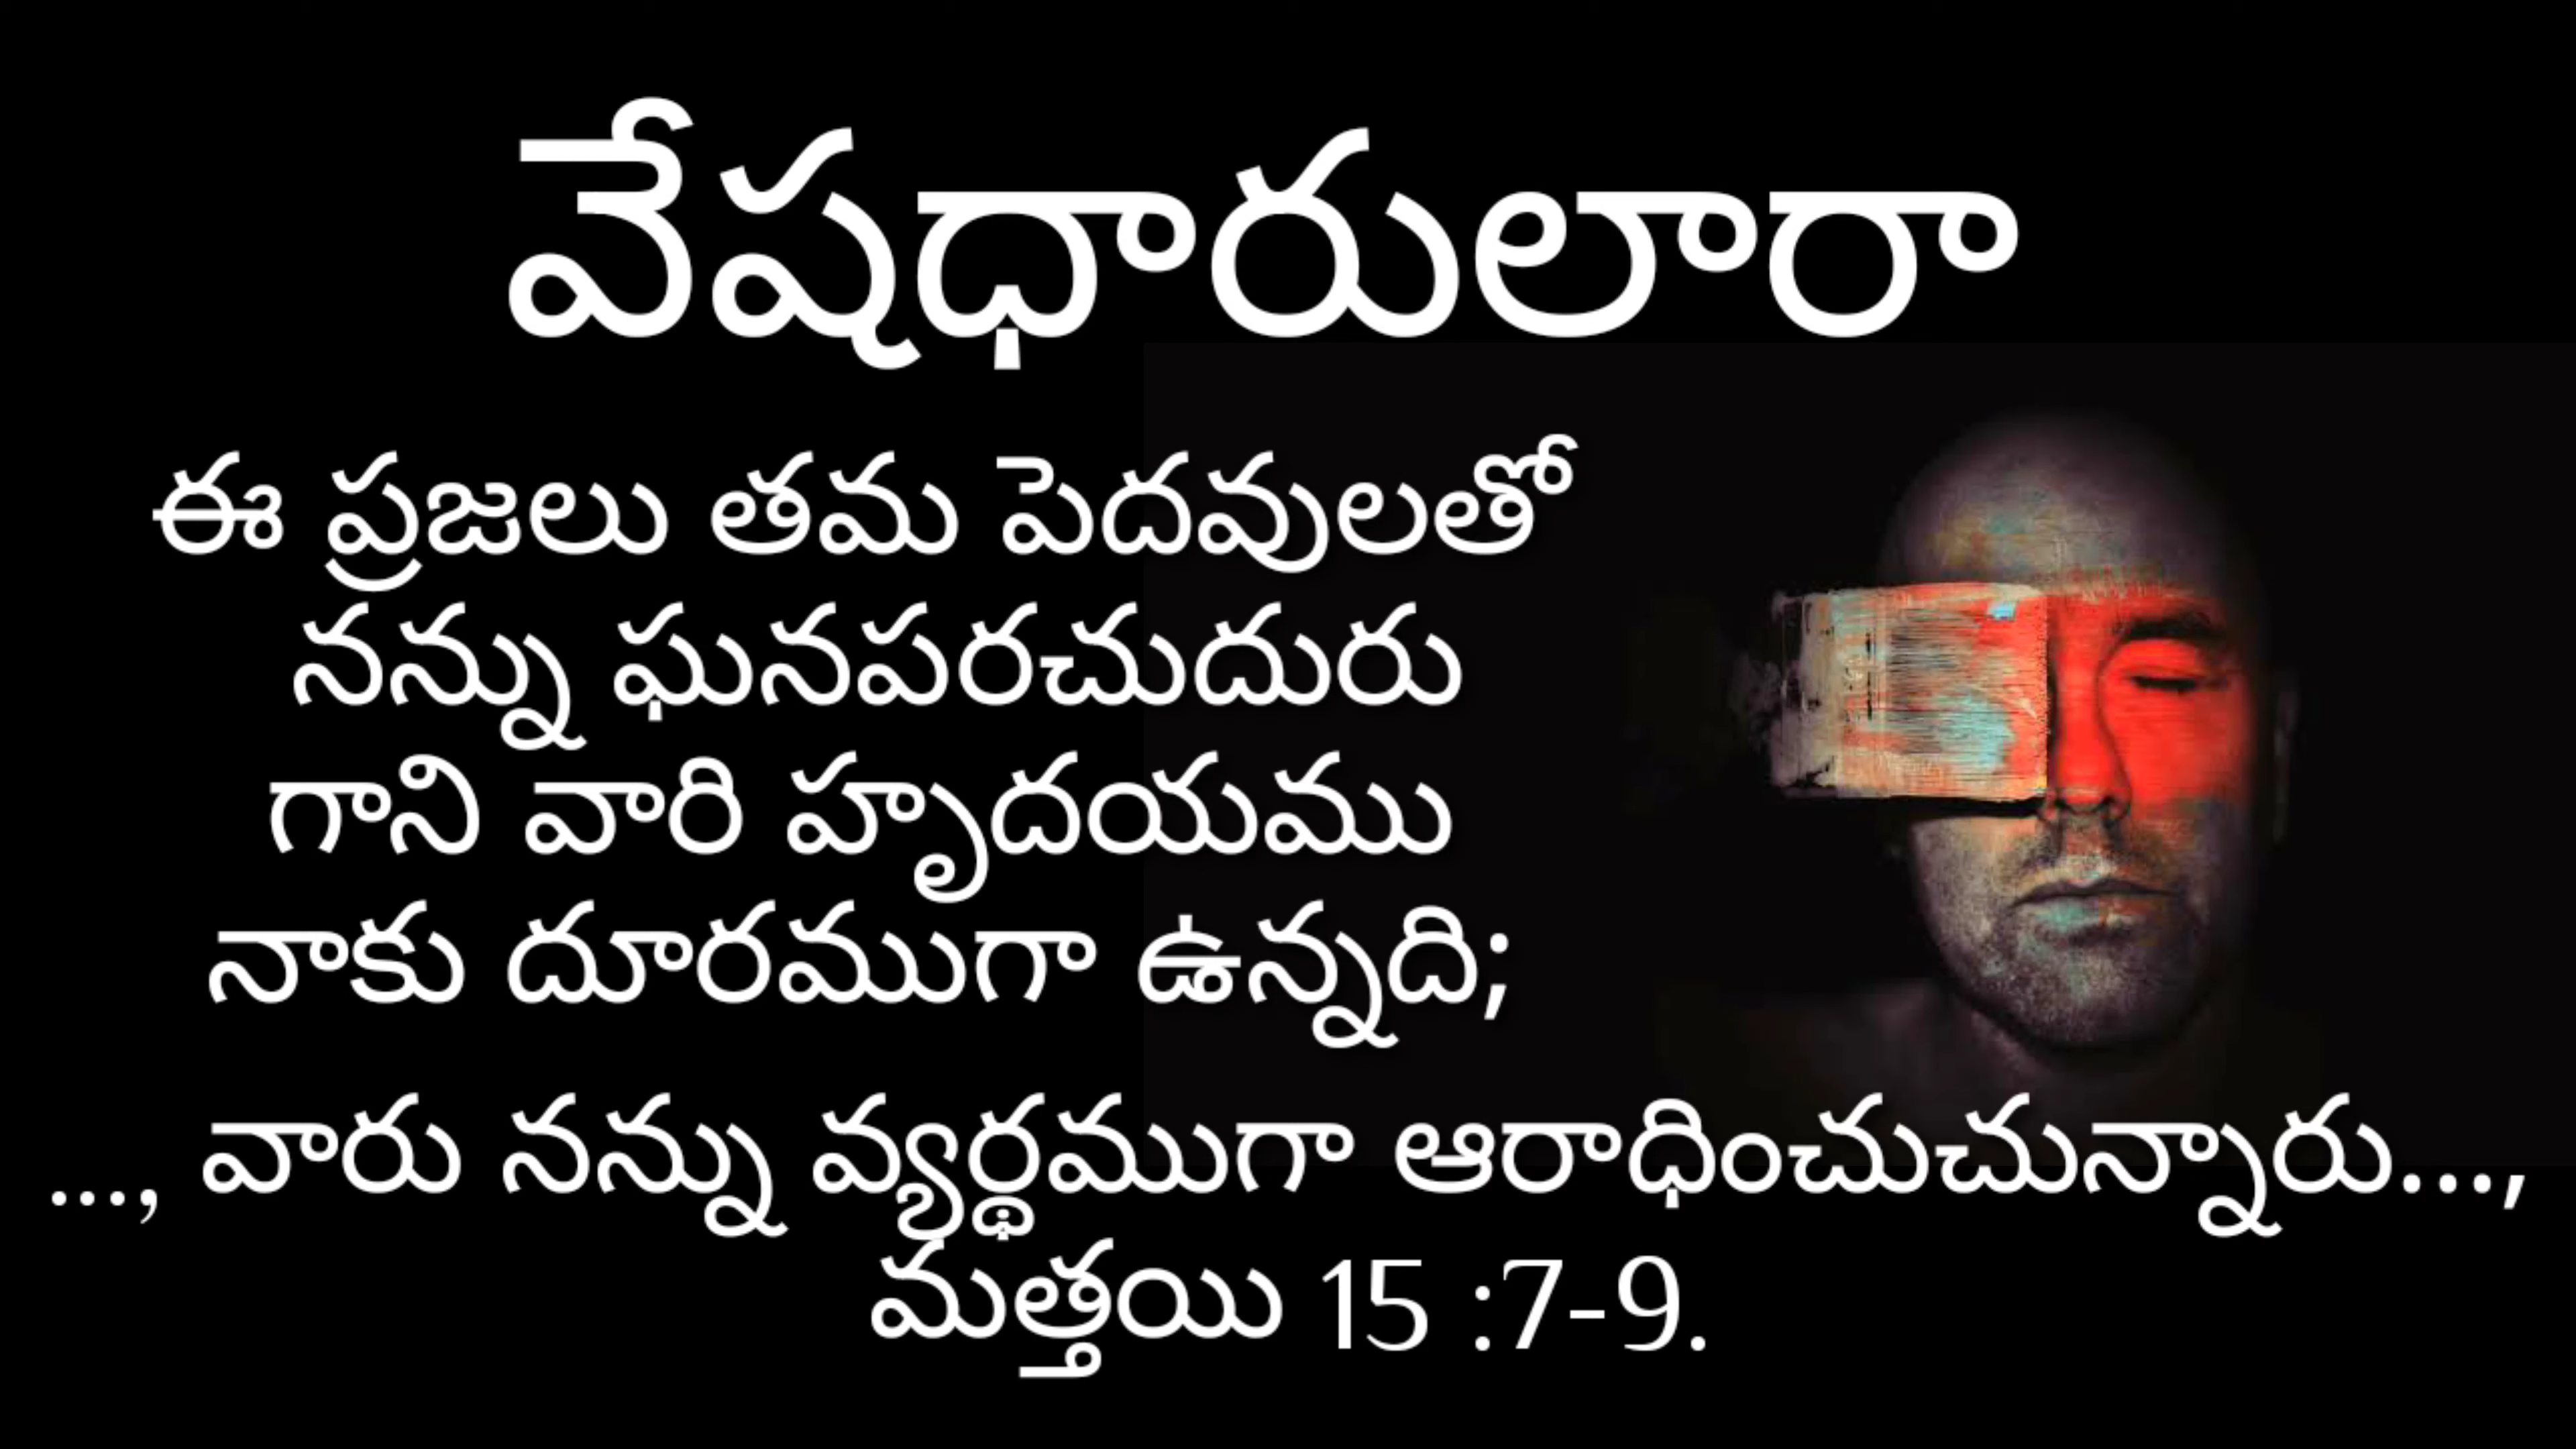 వేషధారులారా
ఈ ప్రజలు తమ పెదవులతో
నన్ను ఘనపరచుదురు
గాని వారి హృదయము
నాకు దూరముగా ఉన్నది;
..., వారు నన్ను వ్యర్థముగా ఆరాధించుచున్నారు...,
మత్తయి 15 :7-9.